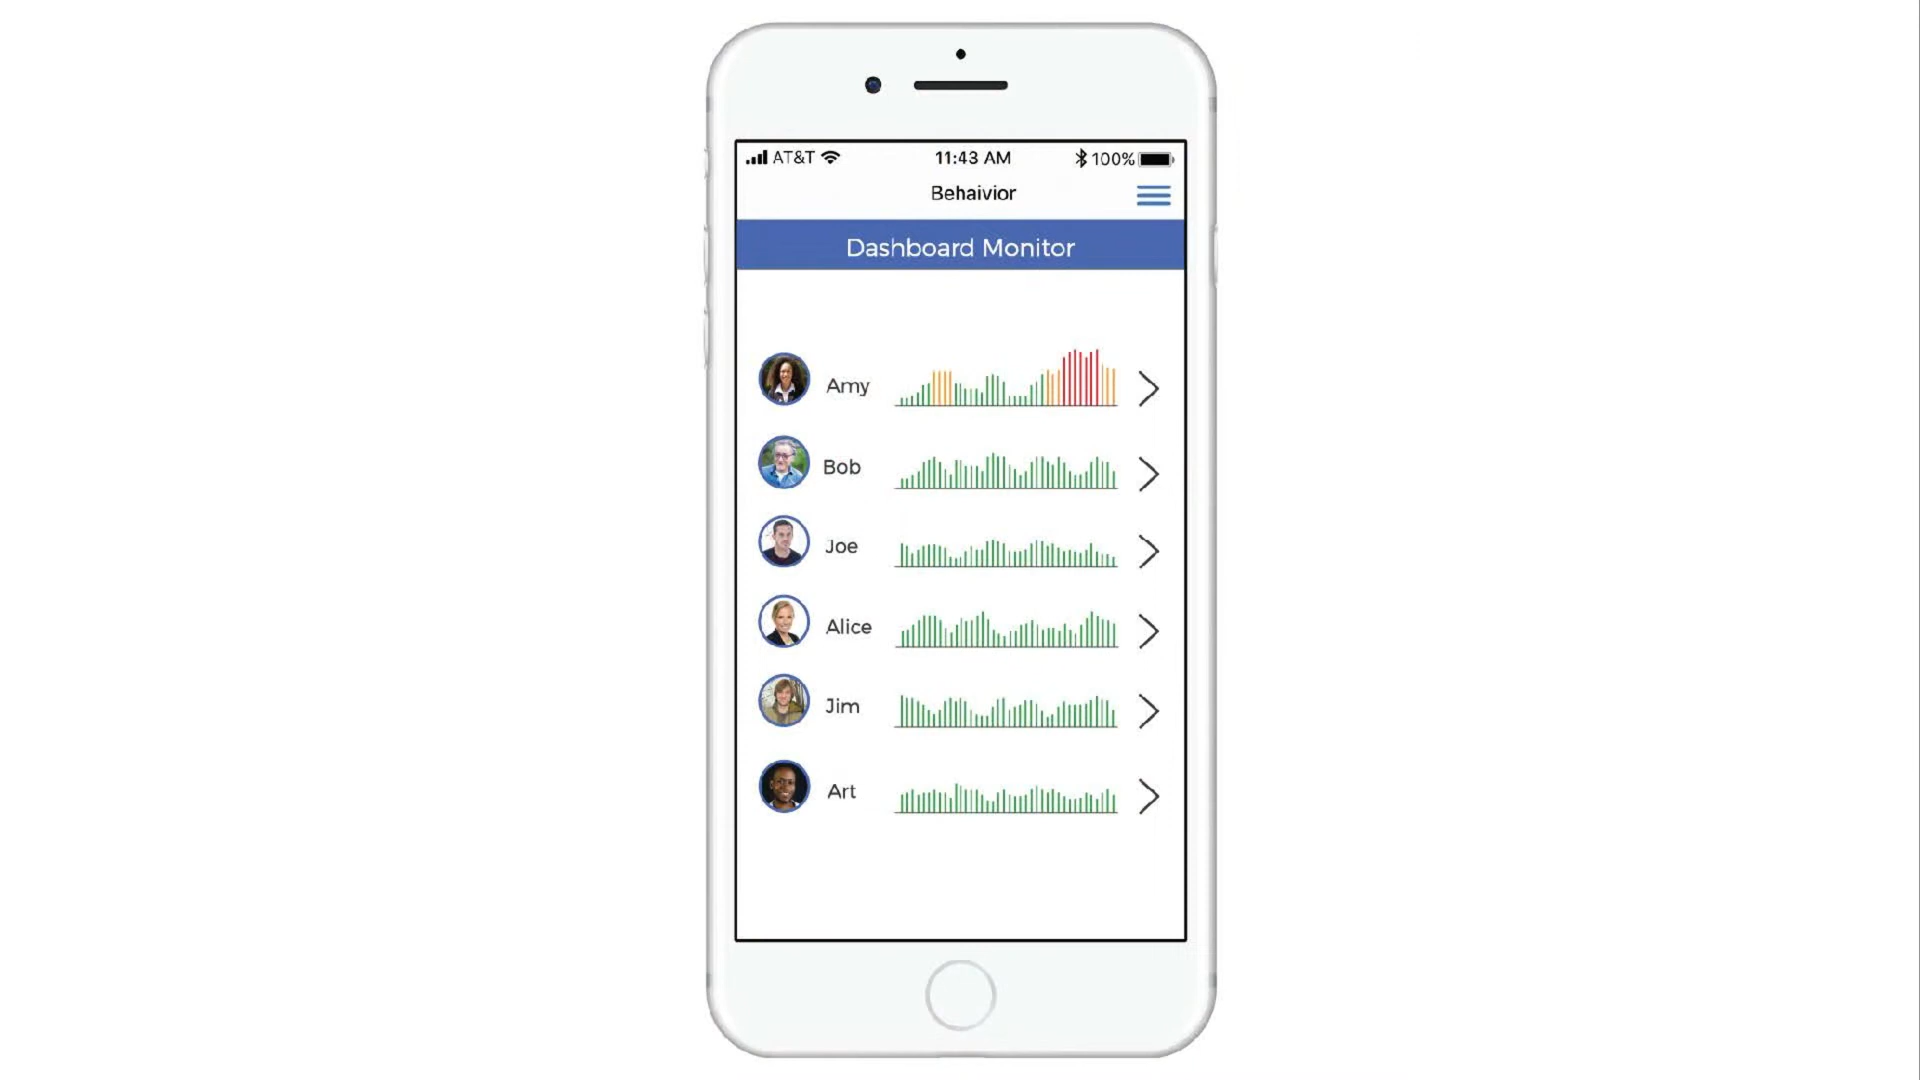 AT&T 11:43 AM 100%
Behaivior
Dashboard Monitor
Amy
Bob
Joe
Alice
Jim
Art